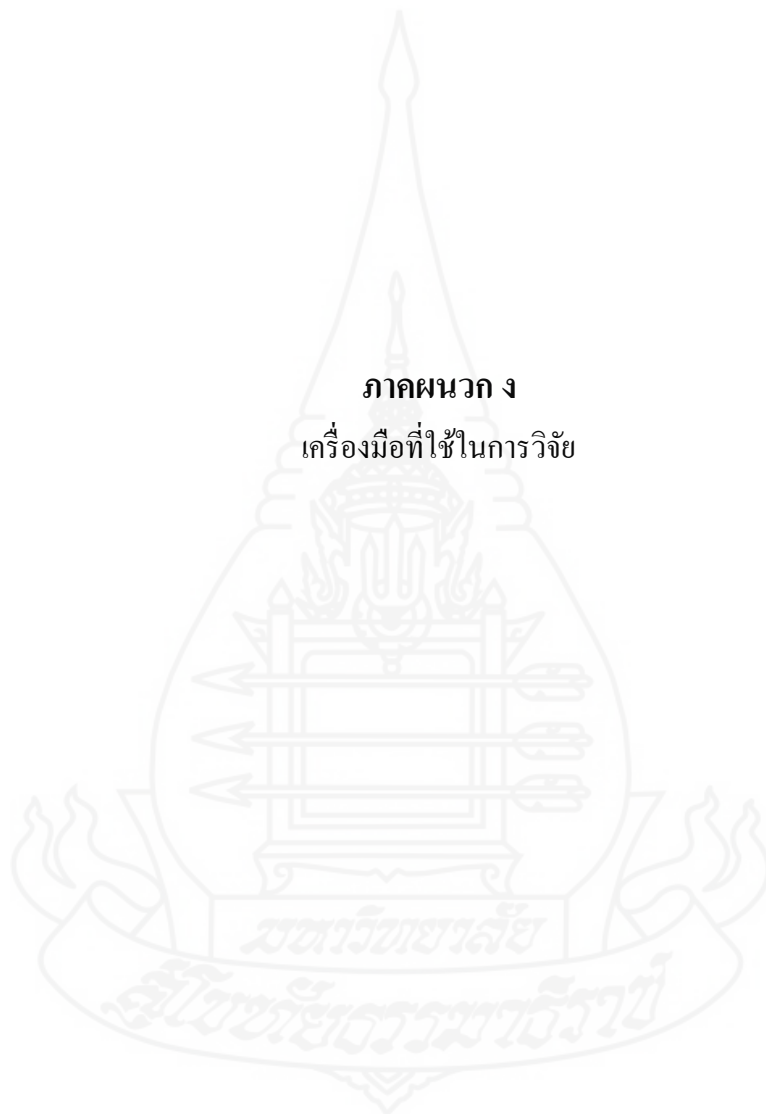 ภาคผนวก ง
เครื่องมือที่ใช้ในการวิจัย
มหาวิทยาลัย
สุโขทัยธรรมาธิราช